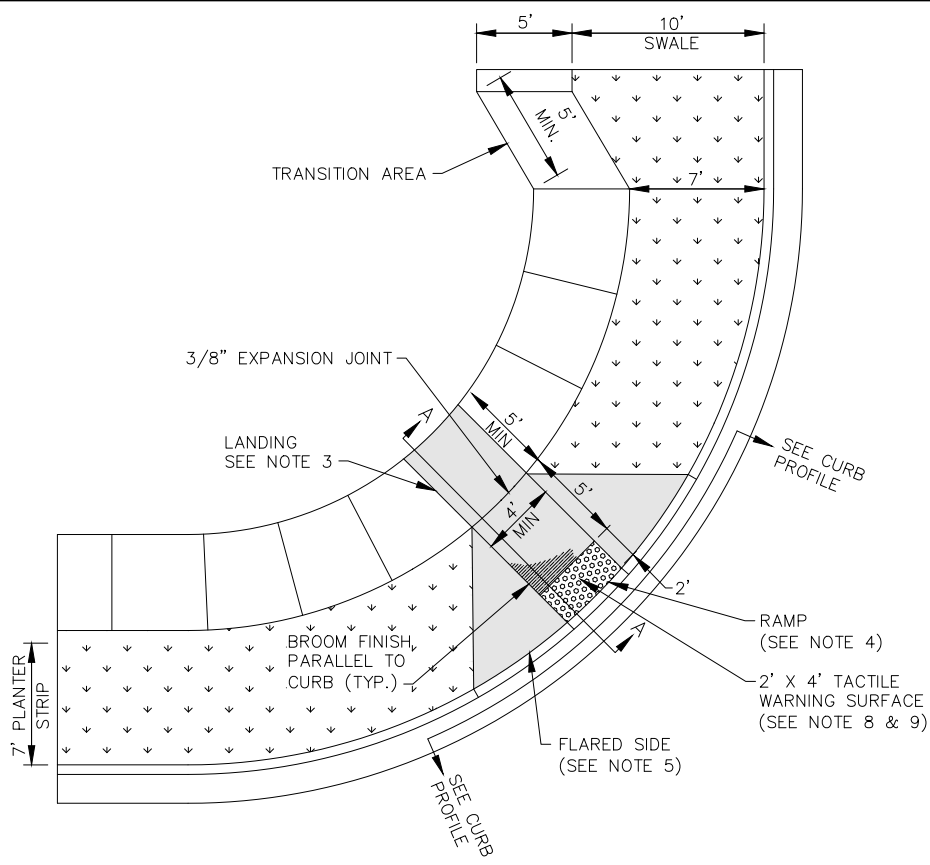 5'
10'
SWALE
5'
MIN.
TRANSITION AREA
7'
3/8" EXPANSION JOINT
A
5'
MIN
LANDING
SEE NOTE 3
SEE CURB
PROFILE
4'
MIN
5'
2'
RAMP
(SEE NOTE 4)
A
BROOM FINISH
PARALLEL TO
CURB (TYP.)
2' X 4' TACTILE
WARNING SURFACE
(SEE NOTE 8 & 9)
7' PLANTER
STRIP
FLARED SIDE
(SEE NOTE 5)
SEE CURB
PROFILE